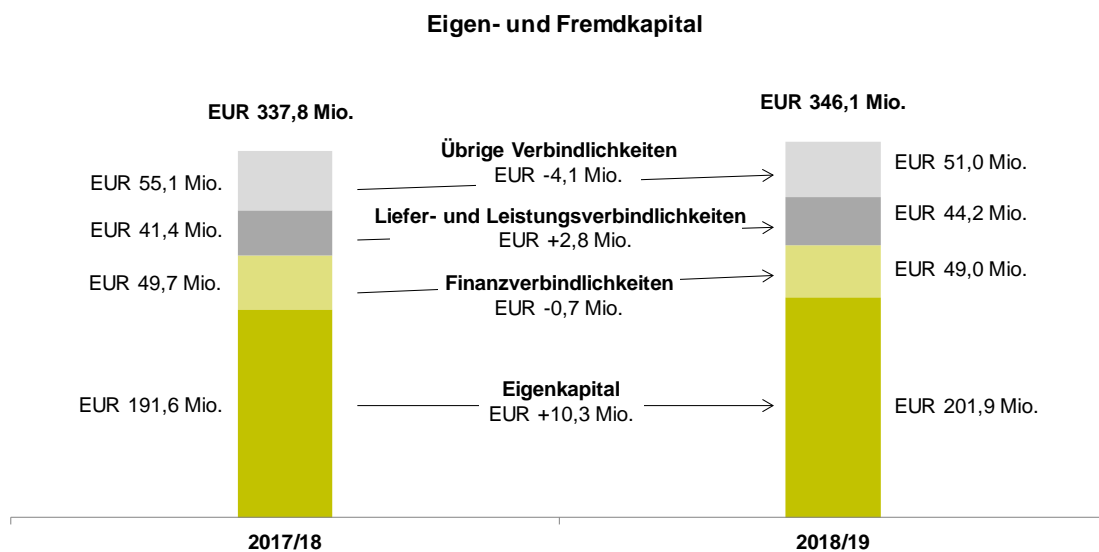 Eigen- und Fremdkapital
EUR 337,8 Mio.
EUR 346,1 Mio.
Übrige Verbindlichkeiten
EUR -4,1 Mio.
EUR 55,1 Mio.
EUR 51,0 Mio.
Liefer- und Leistungsverbindlichkeiten
EUR +2,8 Mio.
EUR 41,4 Mio.
EUR 44,2 Mio.
Finanzverbindlichkeiten
EUR -0,7 Mio.
EUR 49,7 Mio.
EUR 49,0 Mio.
Eigenkapital
EUR +10,3 Mio.
EUR 191,6 Mio.
EUR 201,9 Mio.
2017/18
2018/19